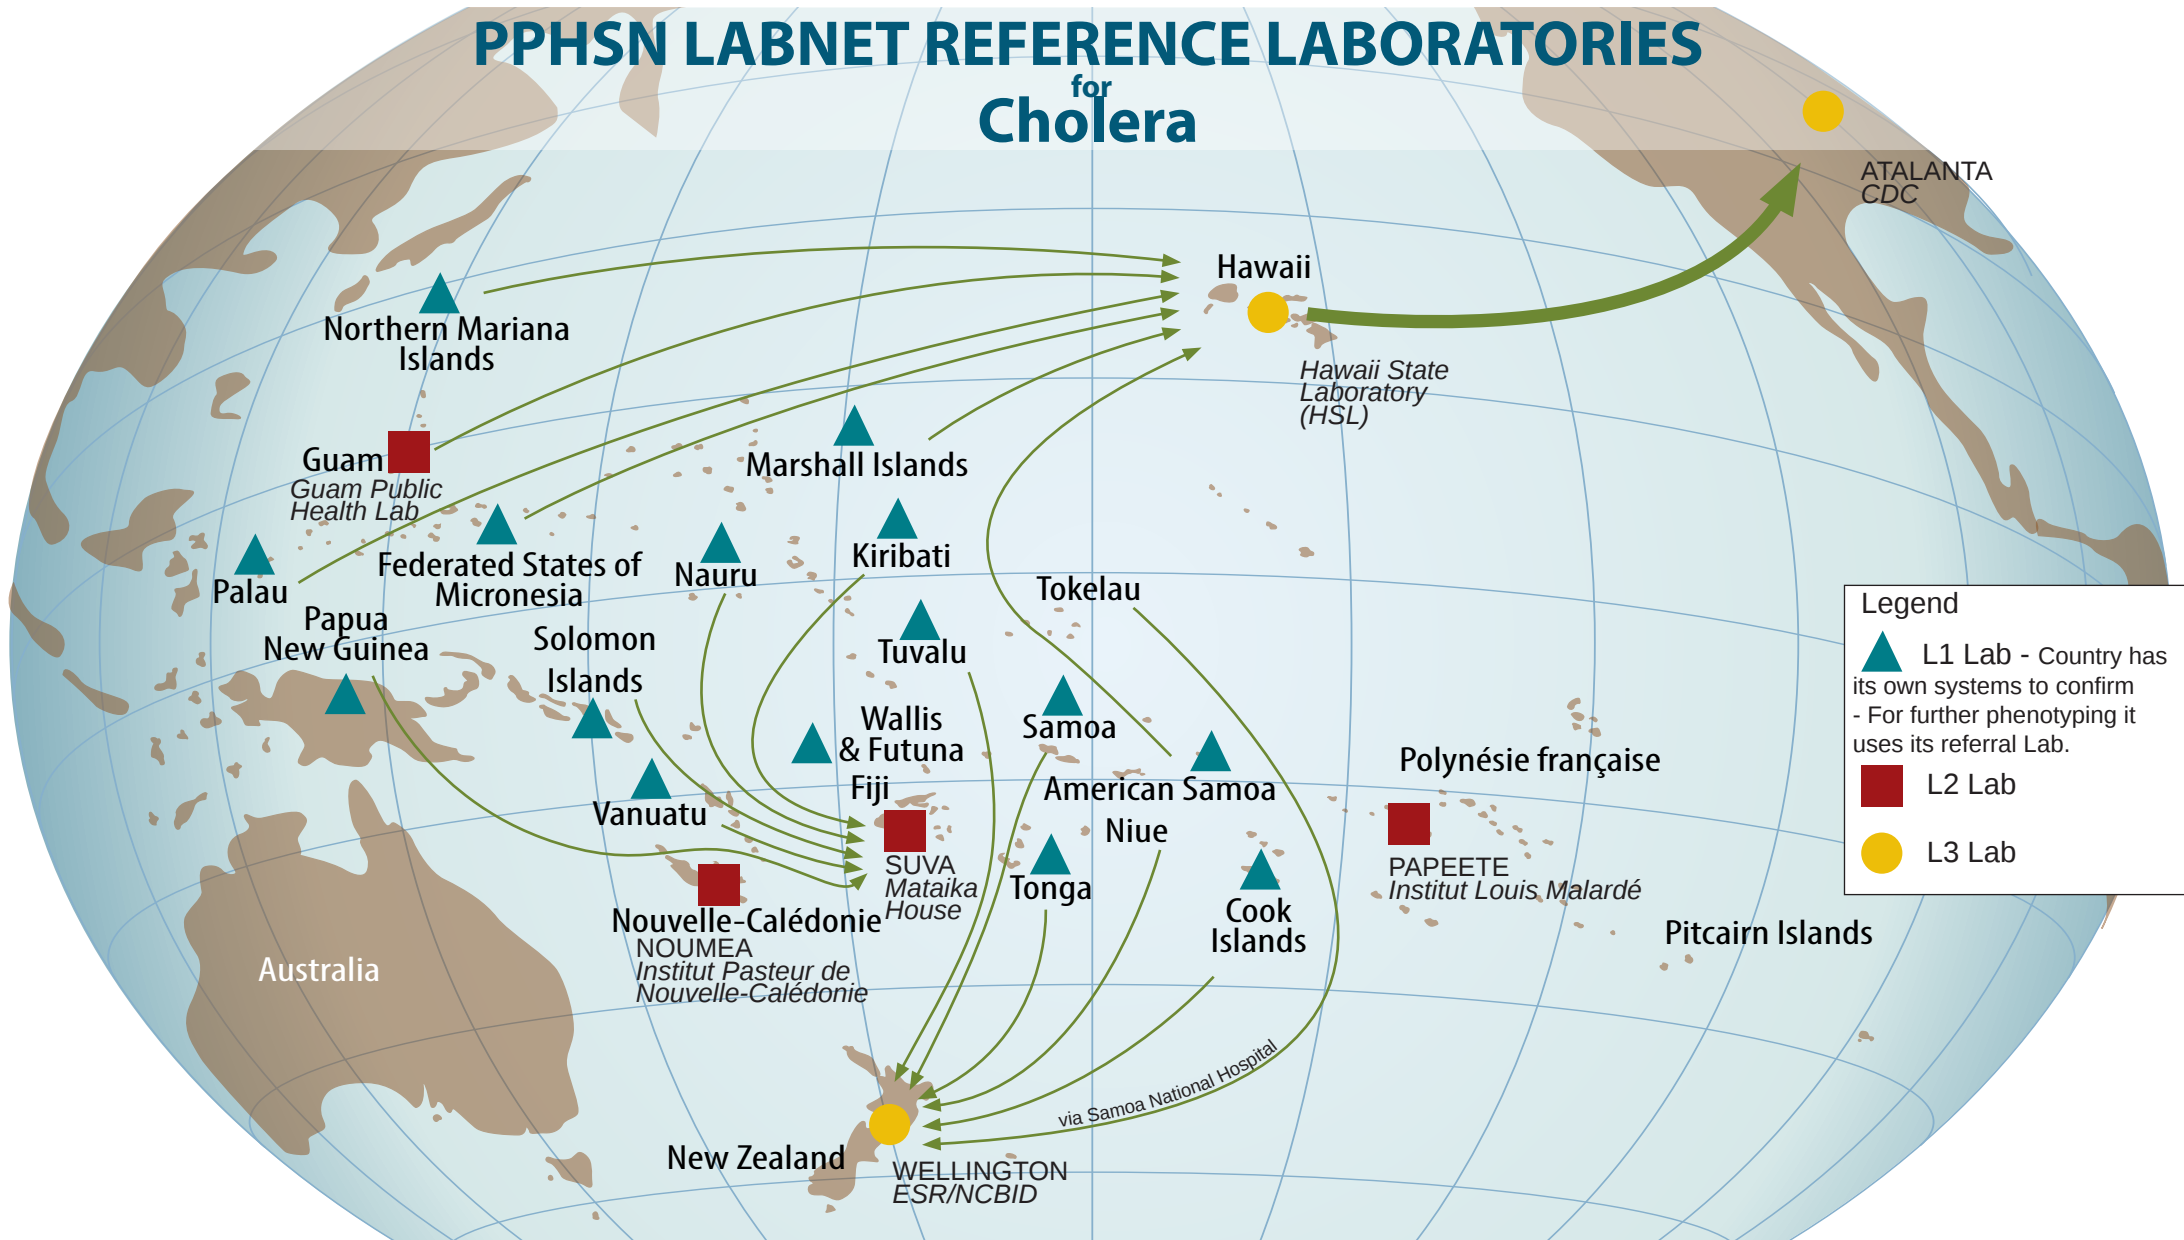 PPHSN LABNET REFERENCE LABORATORIES
for
Cholera
ATALANTA
CDC
Hawaii
Hawaii State
Laboratory
(HSL)
Northern Mariana
Islands
Guam
Guam Public
Health Lab
Marshall Islands
Palau
Federated States of
Micronesia
Nauru
Kiribati
Tokelau
Papua
New Guinea
Solomon
Islands
Tuvalu
Samoa
Wallis
& Futuna
Fiji
SUVA
Mataika
House
Vanuatu
American Samoa
Niue
Tonga
Cook
Islands
Polynésie française
PAPEETE
Institut Louis Malardé
Pitcairn Islands
Nouvelle-Calédonie
NOUMEA
Institut Pasteur de
Nouvelle-Calédonie
Australia
via Samoa National Hospital
New Zealand
WELLINGTON
ESR/NCBID
Legend
L1 Lab - Country has
its own systems to confirm
- For further phenotyping it
uses its referral Lab.
L2 Lab
L3 Lab